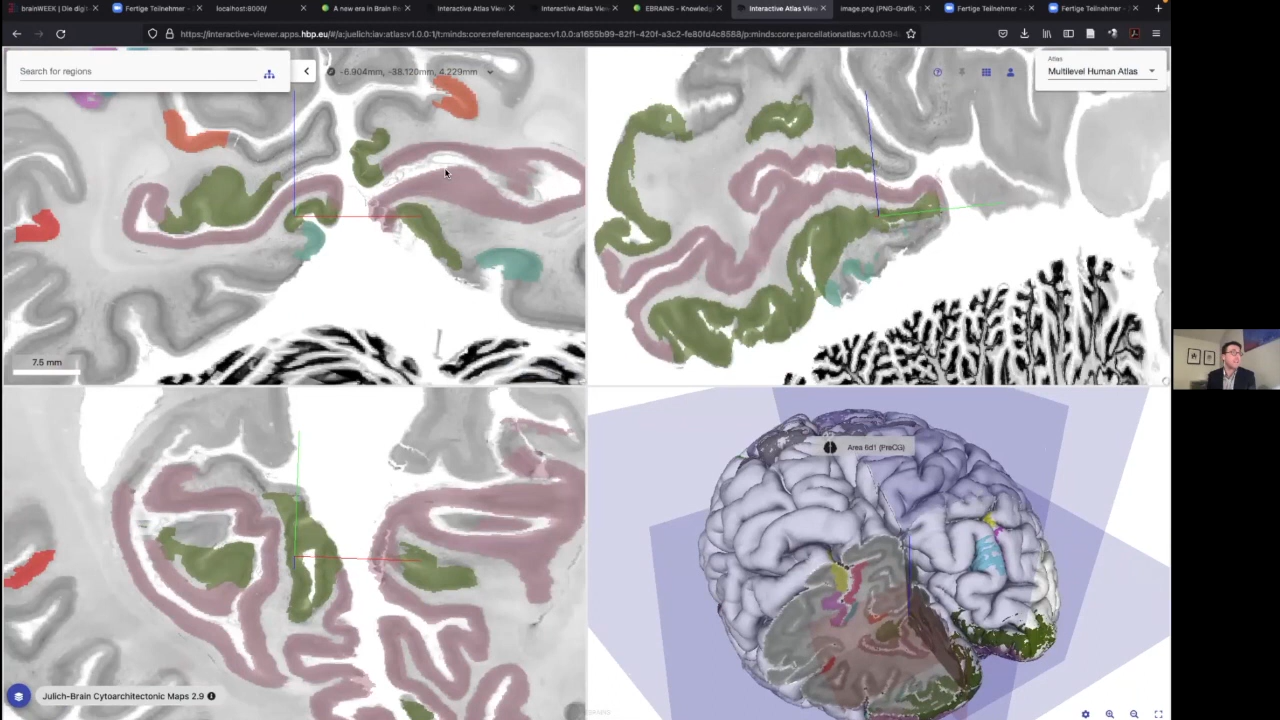 brainWEEK | Die digit
Fertige Teilnehmer - Z
localhost:8080/
A new era in Brain Re
Interactive Atlas View
Interactive Atlas View
EBRAINS - Knowledg
Interactive Atlas View
image.png (PNG-Grafik,
Fertige Teilnehmer - Z
Fertige Teilnehmer - Z
https://interactive-viewer.apps.hbp.eu/#/a:juelich:iav:atlas:v1.0.0:1/t:minds:core:referencespace:v1.0.0:a1655b99-82f1-420f-a3c2-fe80fd4c8588/p:minds:core:parcellationatlas:v1.0.0:94
Search for regions
-6.904mm, -38.120mm, 4.229mm
Atlas
Multilevel Human Atlas
7.5 mm
Area 6d1 (PreCG)
Julich-Brain Cytoarchitectonic Maps 2.9